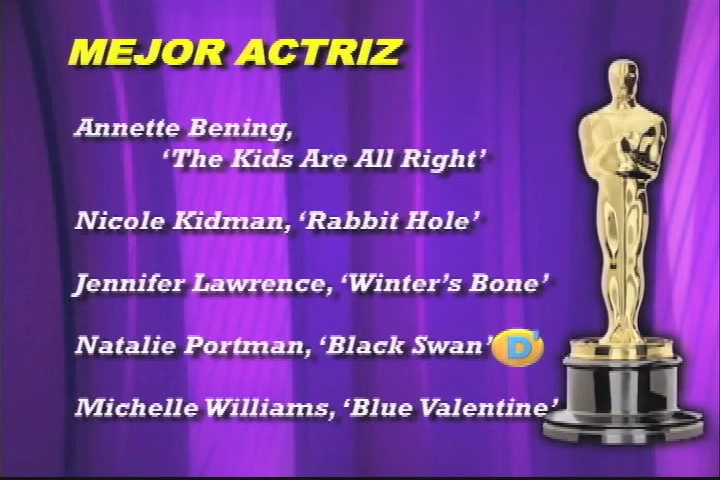 MEJOR ACTRIZ
Annette Bening,
‘The Kids Are All Right’
Nicole Kidman, ‘Rabbit Hole’
Jennifer Lawrence, ‘Winter’s Bone’
Natalie Portman, ‘Black Swan’
D'
Michelle Williams, ‘Blue Valentine’